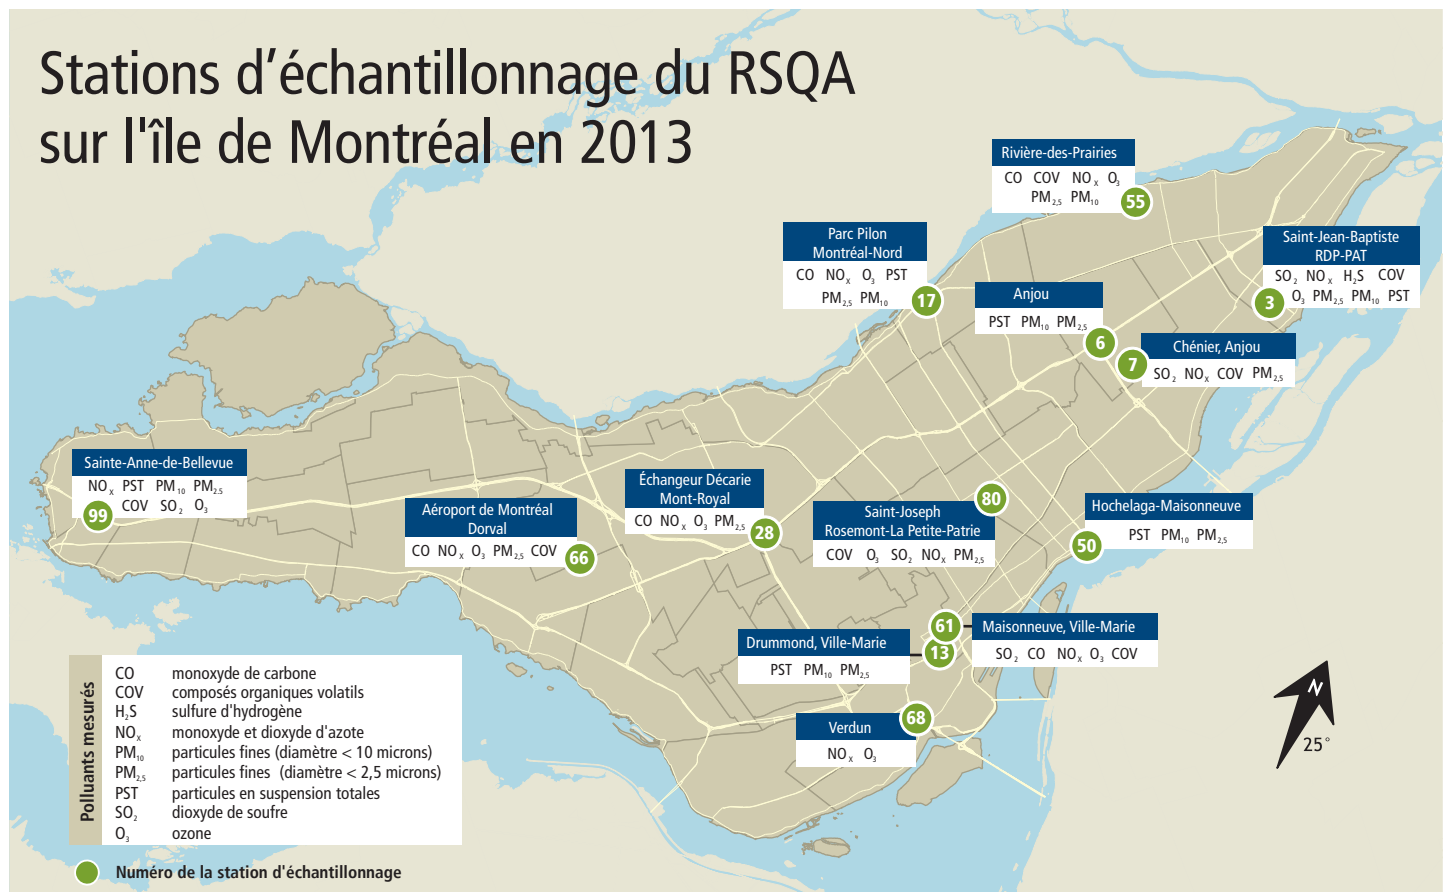 Stations d'échantillonnage du RSQA
sur l'île de Montréal en 2013
Rivière-des-Prairies
CO COV NOX O3
PM2,5 PM10
55
Parc Pilon
Montréal-Nord
CO NOX O3 PST
PM2,5 PM10
17
Saint-Jean-Baptiste
RDP-PAT
SO2 NOX H2S COV
O3 PM2,5 PM10 PST
3
Anjou
PST PM10 PM2,5
6
Chénier, Anjou
SO2 NOX COV PM2,5
7
Sainte-Anne-de-Bellevue
NOX PST PM10 PM2.5
COV SO2 O3
99
Aéroport de Montréal
Dorval
CO NOX O3 PM2,5 COV
66
Échangeur Décarie
Mont-Royal
CO NOX O3 PM2,5
28
80
Saint-Joseph
Rosemont-La Petite-Patrie
COV O3 SO2 NOX PM2,5
Hochelaga-Maisonneuve
PST PM10 PM2,5
50
61
Maisonneuve, Ville-Marie
SO2 CO NOX O3 COV
Drummond, Ville-Marie
PST PM10 PM2,5
13
Verdun
NOX O3
68
Polluants mesurés
CO monoxyde de carbone
COV composés organiques volatils
H2S sulfure d'hydrogène
NOX monoxyde et dioxyde d'azote
PM10 particules fines (diamètre < 10 microns)
PM2,5 particules fines (diamètre < 2,5 microns)
PST particules en suspension totales
SO2 dioxyde de soufre
O3 ozone
Numéro de la station d'échantillonnage
N
25°